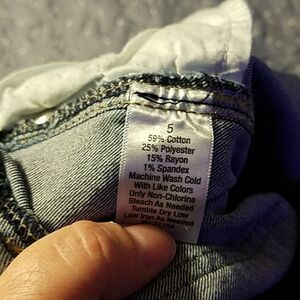 5
59% Cotton
25% Polyester
15% Rayon
1% Spandex
Machine Wash Cold
With Like Colors
Only Non-Chlorine
Bleach As Needed
Tumble Dry Low
Low Iron As Needed